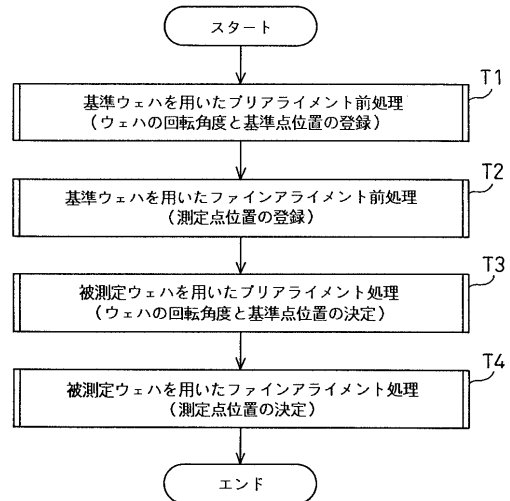 スタート
T1
基準ウェハを用いたプリアライメント前処理
(ウェハの回転角度と基準点位置の登録)
T2
基準ウェハを用いたファインアライメント前処理
(測定点位置の登録)
T3
被測定ウェハを用いたプリアライメント処理
(ウェハの回転角度と基準点位置の決定)
T4
被測定ウェハを用いたファインアライメント処理
(測定点位置の決定)
エンド